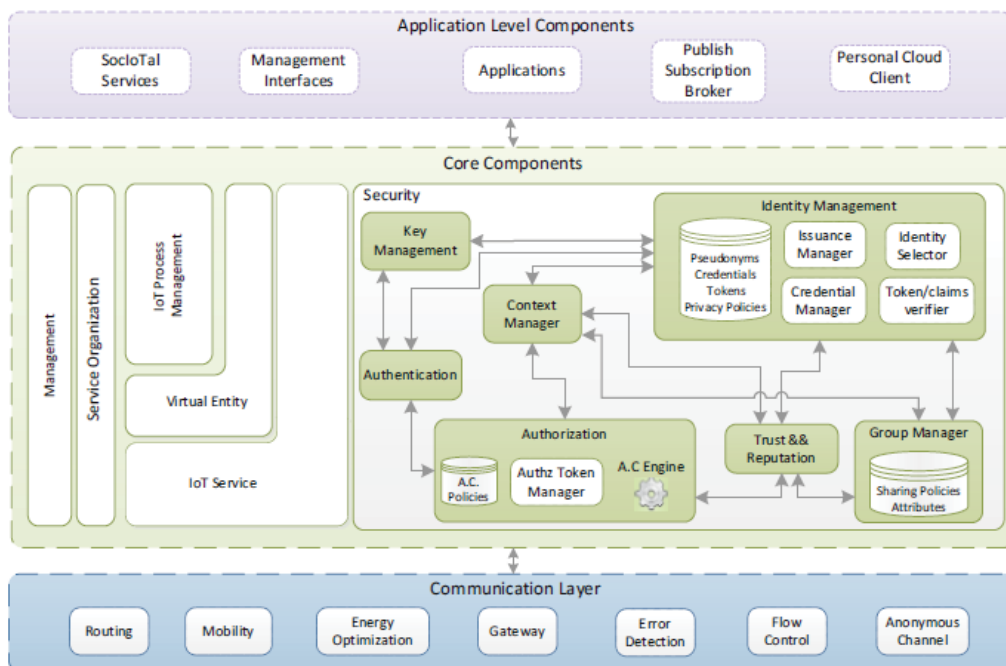 Application Level Components
SocIoTal
Services
Management
Interfaces
Applications
Publish
Subscription
Broker
Personal Cloud
Client
Core Components
Management
Service Organization
IoT Process
Management
Virtual Entity
IoT Service
Security
Key
Management
Identity Management
Pseudonyms
Credentials
Tokens
Privacy Policies
Issuance
Manager
Identity
Selector
Credential
Manager
Token/claims
verifier
Context
Manager
Authentication
Authorization
A.C.
Policies
Authz Token
Manager
A.C Engine
Trust &&
Reputation
Group Manager
Sharing Policies
Attributes
Communication Layer
Routing
Mobility
Energy
Optimization
Gateway
Error
Detection
Flow
Control
Anonymous
Channel